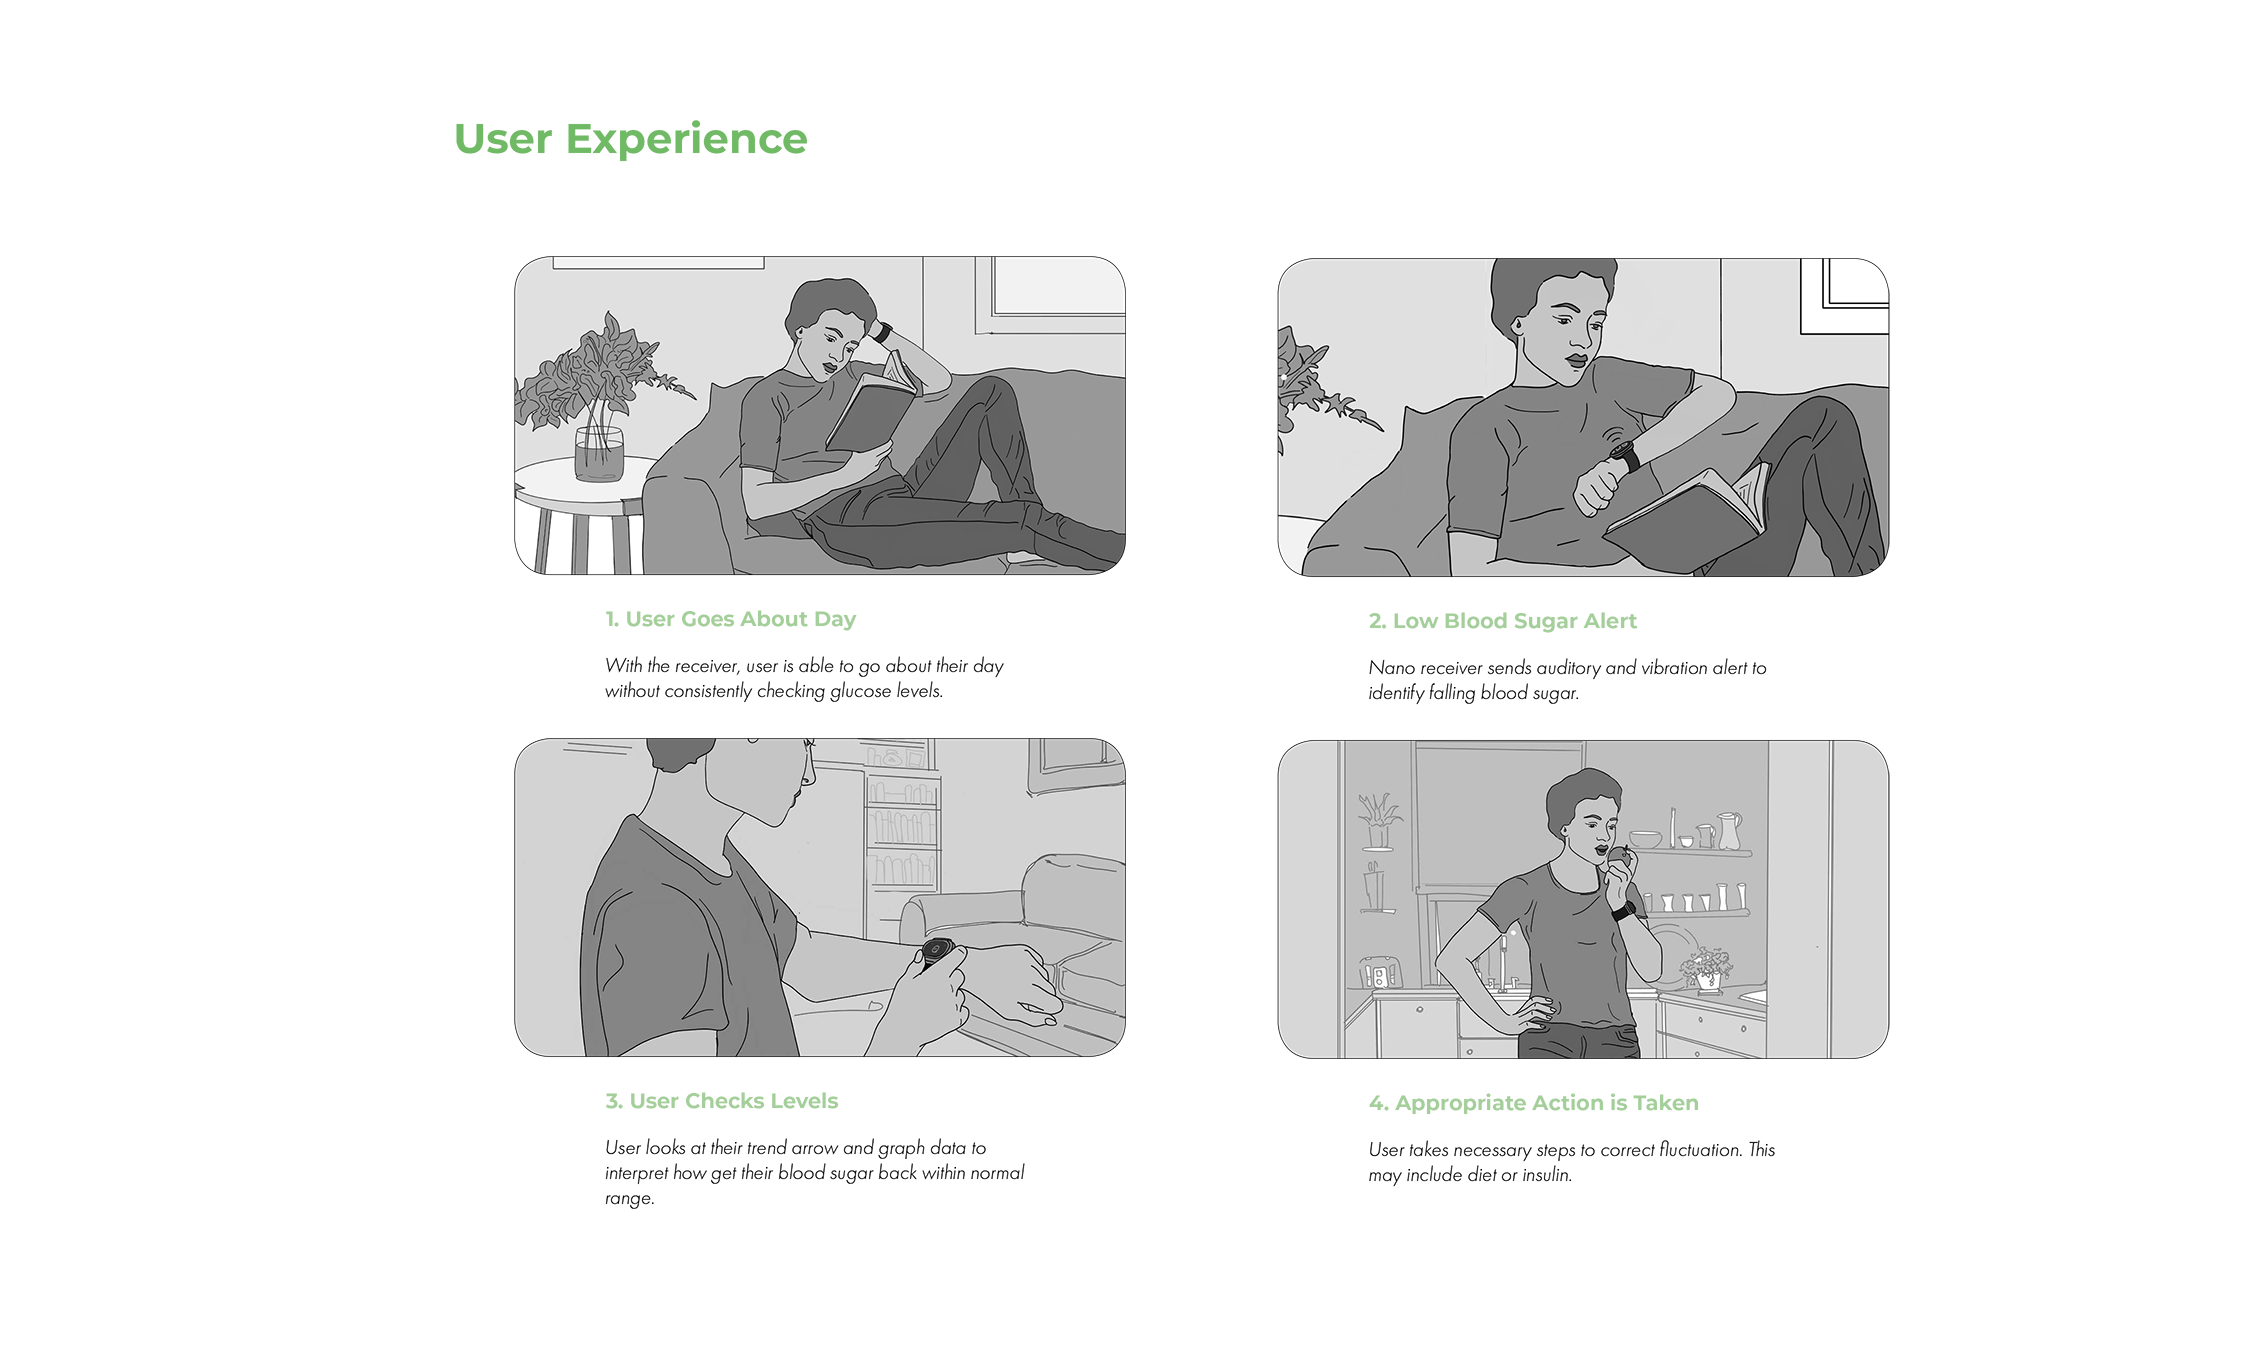 User Experience
1. User Goes About Day
With the receiver, user is able to go about their day
without consistently checking glucose levels.
2. Low Blood Sugar Alert
Nano receiver sends auditory and vibration alert to
identify falling blood sugar.
3. User Checks Levels
User looks at their trend arrow and graph data to
interpret how get their blood sugar back within normal
range.
4. Appropriate Action is Taken
User takes necessary steps to correct fluctuation. This
may include diet or insulin.